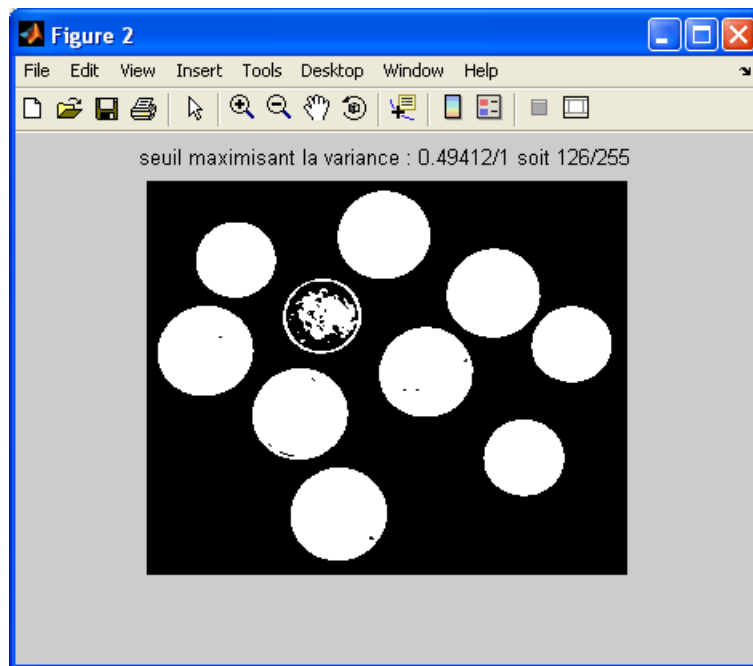 Figure 2
File Edit View Insert Tools Desktop Window Help
seuil maximisant la variance : 0.49412/1 soit 126/255